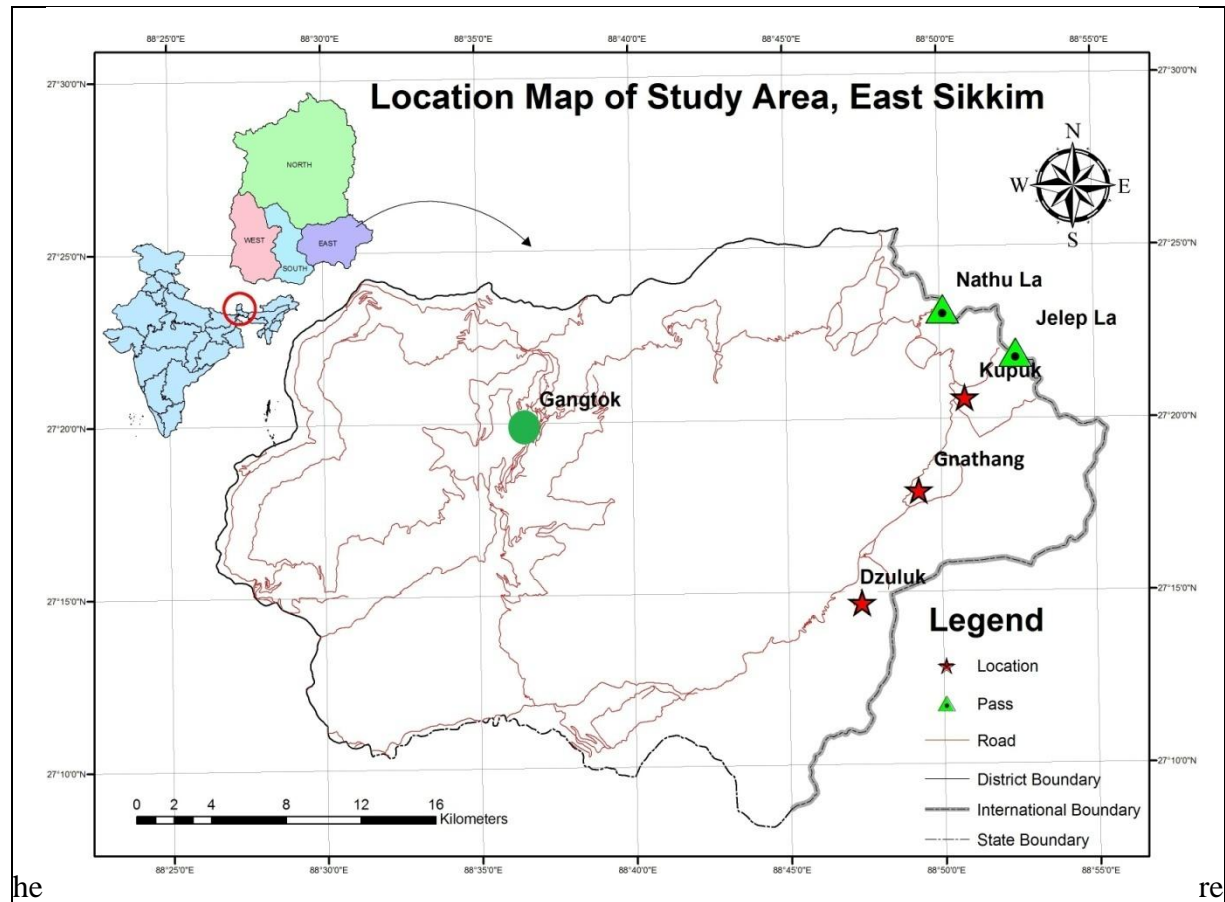 88°25'0"E 88°30'0"E 88°35'0"E 88°40'0"E 88°45'0"E 88°50'0"E 88°55'0"E
27°30'0"N 27°30'0"N
Location Map of Study Area, East Sikkim
N
W E
S
NORTH
WEST
EAST
SOUTH
27°25'0"N 27°25'0"N
Nathu La
Jelep La
Kupuk
Gangtok
27°20'0"N 27°20'0"N
Gnathang
Dzuluk
27°15'0"N 27°15'0"N
Legend
Location
Pass
Road
District Boundary
International Boundary
State Boundary
27°10'0"N 27°10'0"N
0 2 4 8 12 16
Kilometers
88°25'0"E 88°30'0"E 88°35'0"E 88°40'0"E 88°45'0"E 88°50'0"E 88°55'0"E
he re